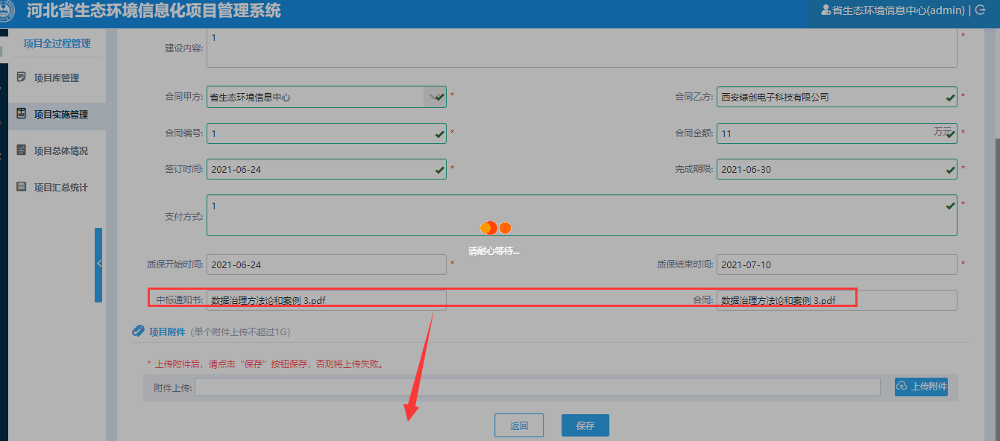 河北省生态环境信息化项目管理系统
省生态环境信息中心(admin) |
项目全过程管理
项目库管理
项目实施管理
项目总体情况
项目汇总统计
建设内容: 1 *
合同甲方: 省生态环境信息中心 * 合同乙方: 西安绿创电子科技有限公司 *
合同编号: 1 * 合同金额: 11 万元 *
签订时间: 2021-06-24 * 完成期限: 2021-06-30 *
支付方式: 1 *
请耐心等待...
质保开始时间: 2021-06-24 * 质保结束时间: 2021-07-10 *
中标通知书: 数据治理方法论和案例 3.pdf 合同: 数据治理方法论和案例 3.pdf
项目附件 (单个附件上传不超过1G)
* 上传附件后，请点击“保存”按钮保存，否则将上传失败。
附件上传: 上传附件
返回 保存